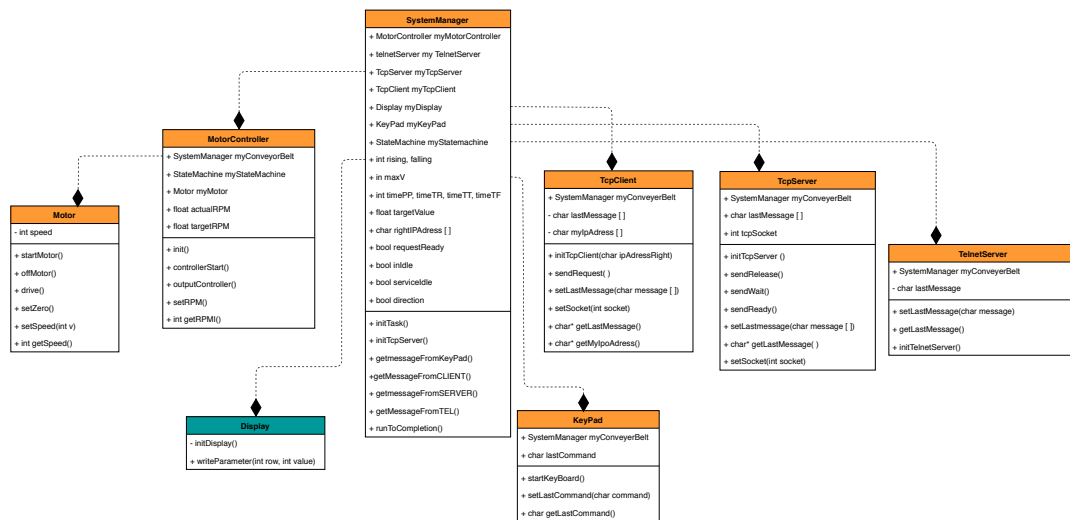 SystemManager
+ MotorController myMotorController
+ telnetServer my TelnetServer
+ TcpServer myTcpServer
+ TcpClient myTcpClient
+ Display myDisplay
+ KeyPad myKeyPad
+ StateMachine myStatemachine
+ int rising, falling
+ in maxV
+ int timePP, timeTR, timeTT, timeTF
+ float targetValue
+ char rightIPAdress [ ]
+ bool requestReady
+ bool inIdle
+ bool serviceIdle
+ bool direction
+ initTask()
+ initTcpServer()
+ getmessageFromKeyPad()
+getMessageFromCLIENT()
+ getmessageFromSERVER()
+ getMessageFromTEL()
+ runToCompletion()
MotorController
+ SystemManager myConveyorBelt
+ StateMachine myStateMachine
+ Motor myMotor
+ float actualRPM
+ float targetRPM
+ init()
+ controllerStart()
+ outputController()
+ setRPM()
+ int getRPMI()
Motor
- int speed
+ startMotor()
+ offMotor()
+ drive()
+ setZero()
+ setSpeed(int v)
+ int getSpeed()
Display
- initDisplay()
+ writeParameter(int row, int value)
TcpClient
+ SystemManager myConveyerBelt
- char lastMessage [ ]
- char myIpAdress [ ]
+ initTcpClient(char ipAdressRight)
+ sendRequest( )
+ setLastMessage(char message [ ])
+ setSocket(int socket)
+ char* getLastMessage()
+ char* getMyIpoAdress()
TcpServer
+ SystemManager myConveyerBelt
+ char lastMessage [ ]
+ int tcpSocket
+ initTcpServer ()
+ sendRelease()
+ sendWait()
+ sendReady()
+ setLastmessage(char message [ ])
+ char* getLastMessage( )
+ setSocket(int socket)
TelnetServer
+ SystemManager myConveyerBelt
- char lastMessage
+ setLastMessage(char message)
+ getLastMessage()
+ initTelnetServer()
KeyPad
+ SystemManager myConveyerBelt
+ char lastCommand
+ startKeyBoard()
+ setLastCommand(char command)
+ char getLastCommand()